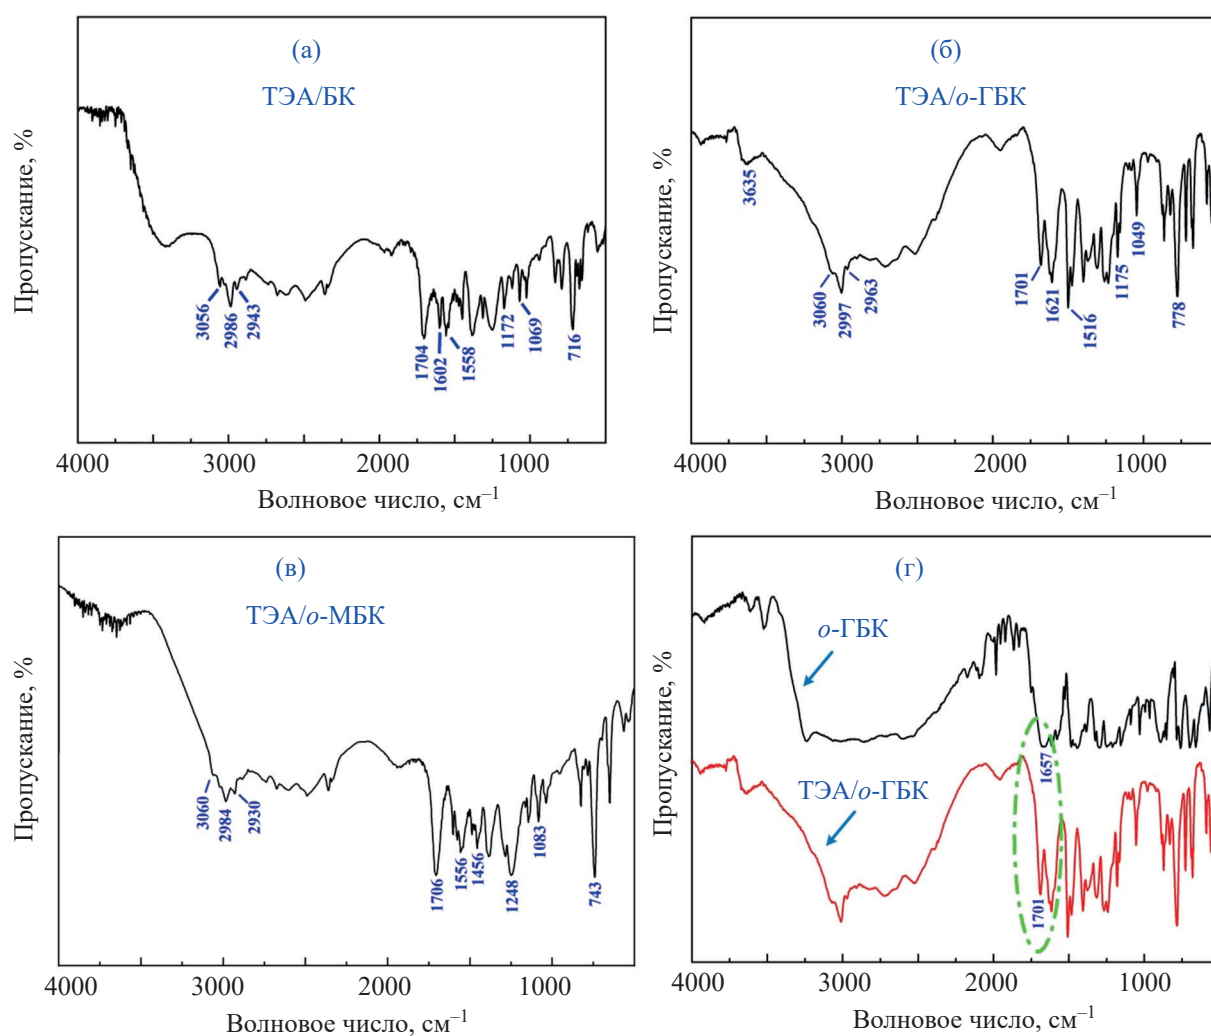 (а)
ТЭА/БК
Пропускание, %
3056
2986
2943
1704
1602
1558
1172
1069
716
4000 3000 2000 1000
Волновое число, см–1
(б)
ТЭА/о-ГБК
Пропускание, %
3635
3060
2997
2963
1701
1621
1516
1175
1049
778
4000 3000 2000 1000
Волновое число, см–1
(в)
ТЭА/о-МБК
Пропускание, %
3060
2984
2930
1706
1556
1456
1248
1083
743
4000 3000 2000 1000
Волновое число, см–1
(г)
о-ГБК
Пропускание, %
1657
ТЭА/о-ГБК
1701
4000 3000 2000 1000
Волновое число, см–1